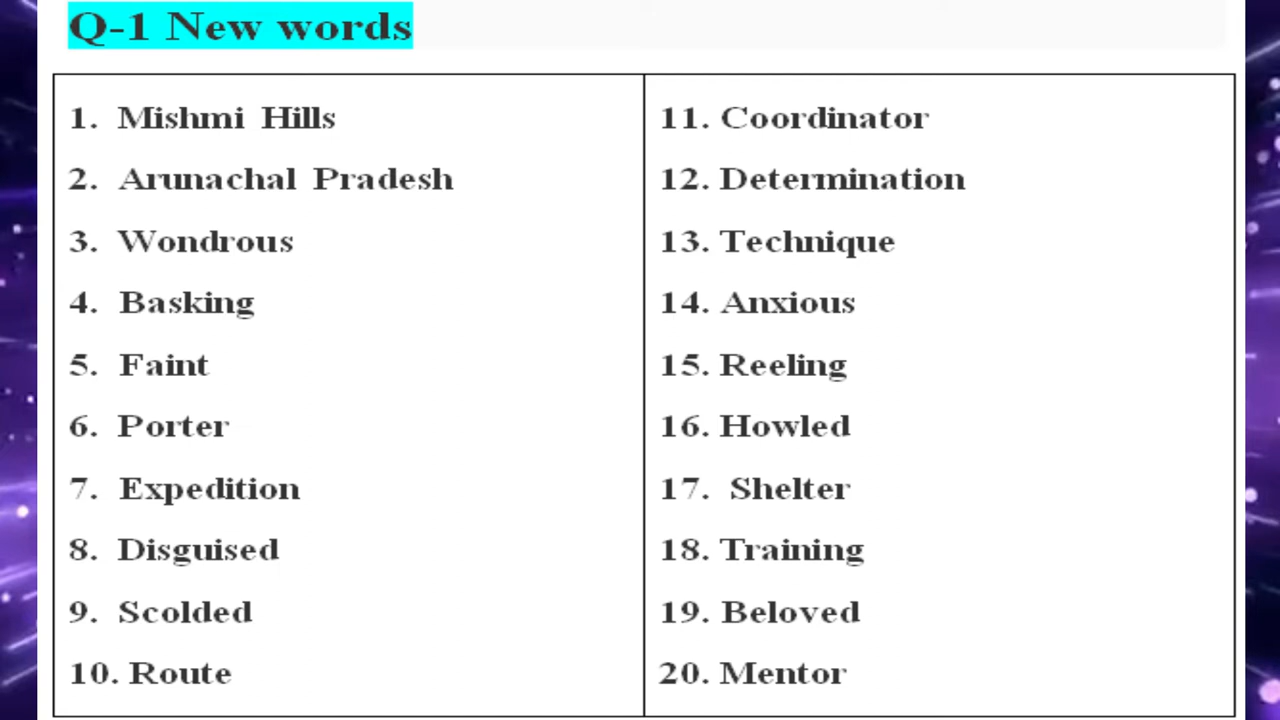 Q-1 New words
1. Mishmi Hills
2. Arunachal Pradesh
3. Wondrous
4. Basking
5. Faint
6. Porter
7. Expedition
8. Disguised
9. Scolded
10. Route
11. Coordinator
12. Determination
13. Technique
14. Anxious
15. Reeling
16. Howled
17. Shelter
18. Training
19. Beloved
20. Mentor